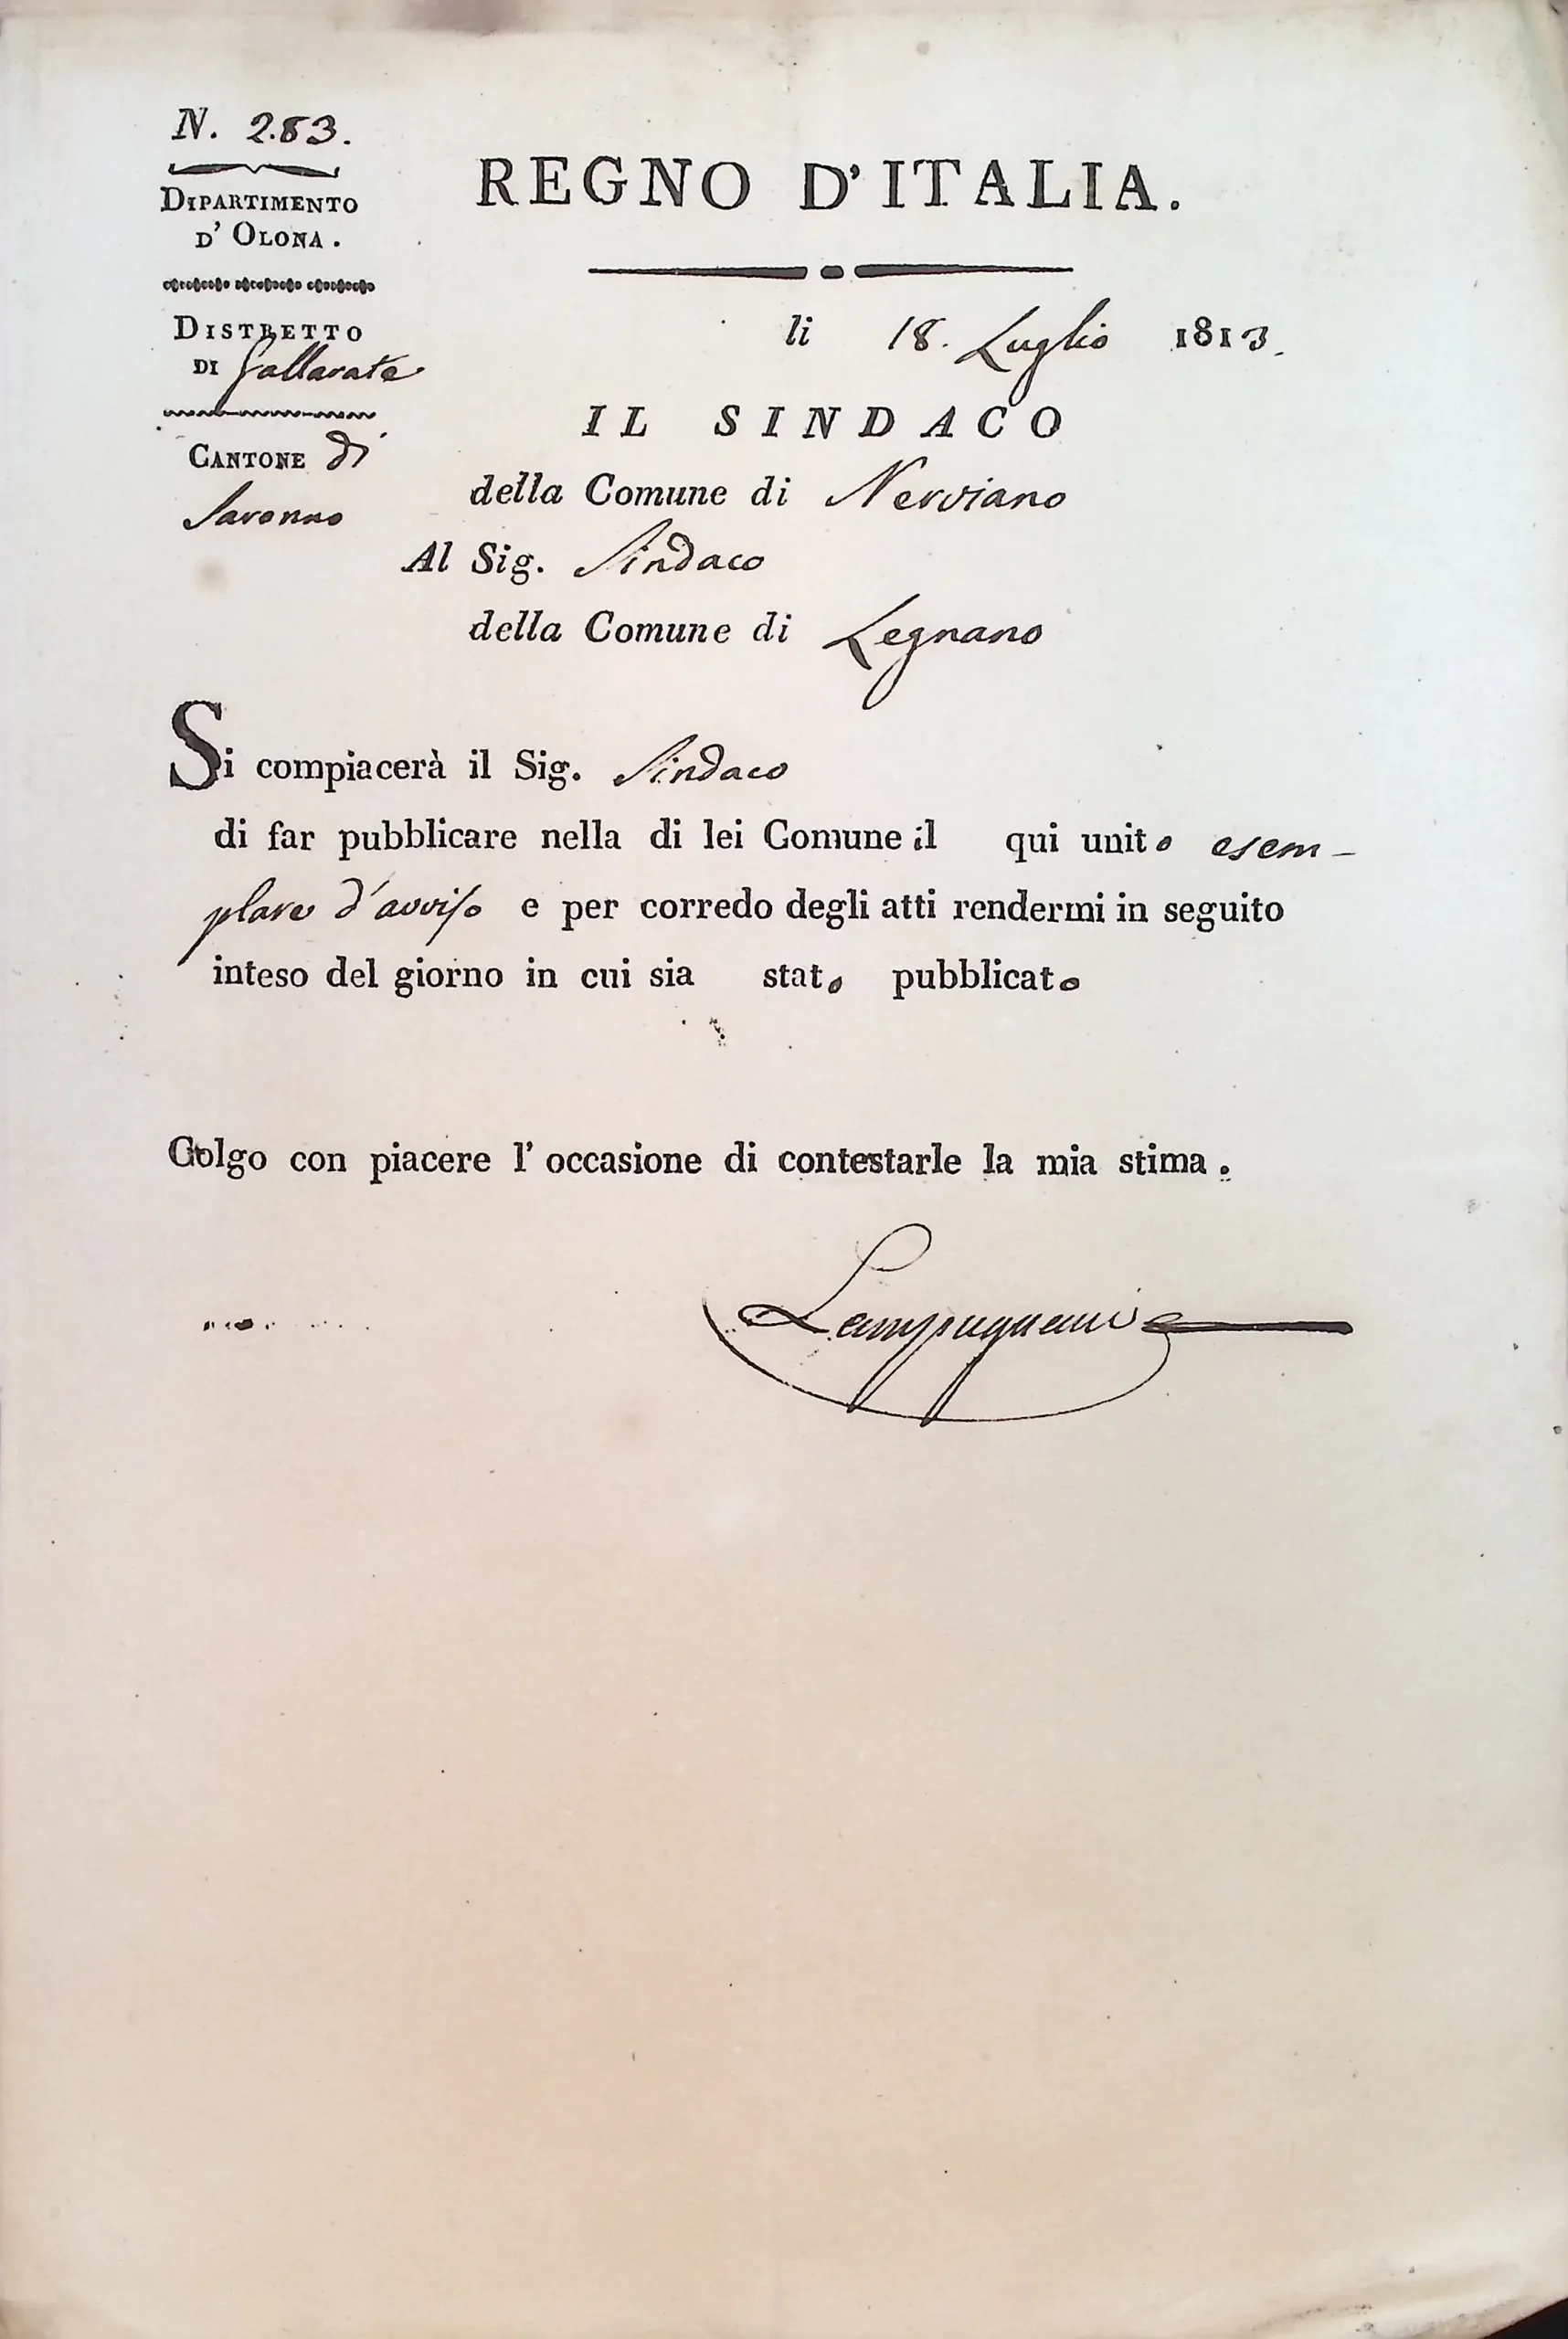 N. 283.
DIPARTIMENTO
D' OLONA.
DISTRETTO
DI Gallarate
CANTONE di
Saronno
REGNO D'ITALIA.
li 18. Luglio 1813.
IL SINDACO
della Comune di Nerviano
Al Sig. Sindaco
della Comune di Legnano
Si compiacerà il Sig. Sindaco
di far pubblicare nella di lei Comune il qui unito esem-
plare d'avviso e per corredo degli atti rendermi in seguito
inteso del giorno in cui sia stato pubblicato
Colgo con piacere l'occasione di contestarle la mia stima.
Lampugnani